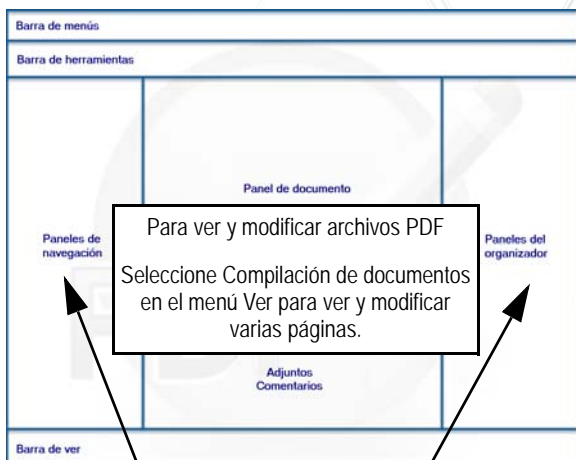 Barra de menús
Barra de herramientas
Panel de documento
Paneles de
navegación
Para ver y modificar archivos PDF
Seleccione Compilación de documentos
en el menú Ver para ver y modificar
varias páginas.
Paneles del
organizador
Adjuntos
Comentarios
Barra de ver